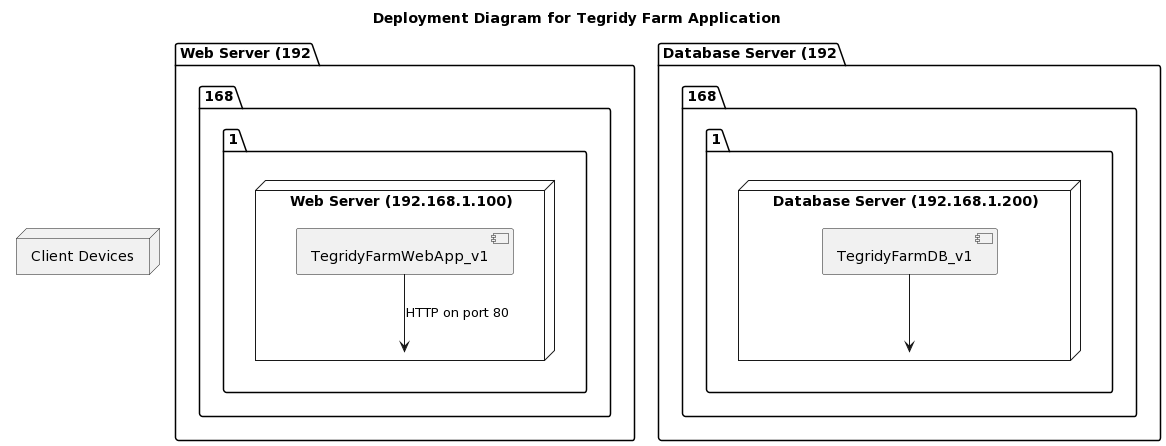 Deployment Diagram for Tegridy Farm Application
Web Server (192
Database Server (192
168
168
1
1
Web Server (192.168.1.100)
Database Server (192.168.1.200)
Client Devices
TegridyFarmWebApp_v1
TegridyFarmDB_v1
HTTP on port 80